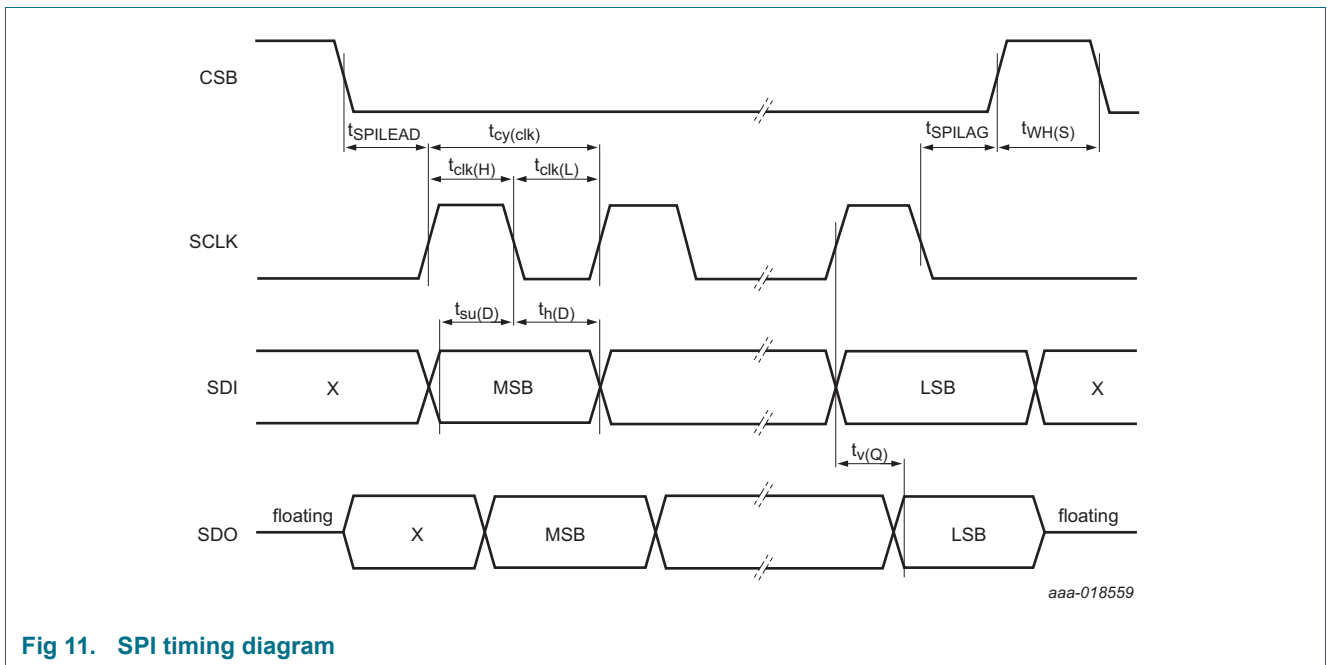 CSB
tSPILEAD
tcy(clk)
tSPILAG
tWH(S)
tclk(H)
tclk(L)
SCLK
tsu(D)
th(D)
SDI
X
MSB
LSB
X
tv(Q)
SDO
floating
X
MSB
LSB
floating
aaa-018559
Fig 11. SPI timing diagram